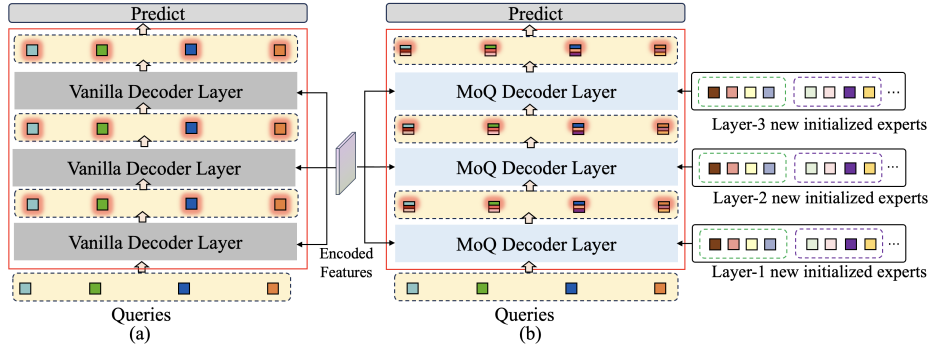 Predict
Vanilla Decoder Layer
Vanilla Decoder Layer
Vanilla Decoder Layer
Queries
(a)
Encoded
Features
Predict
MoQ Decoder Layer
MoQ Decoder Layer
MoQ Decoder Layer
Queries
(b)
...
Layer-3 new initialized experts
...
Layer-2 new initialized experts
...
Layer-1 new initialized experts